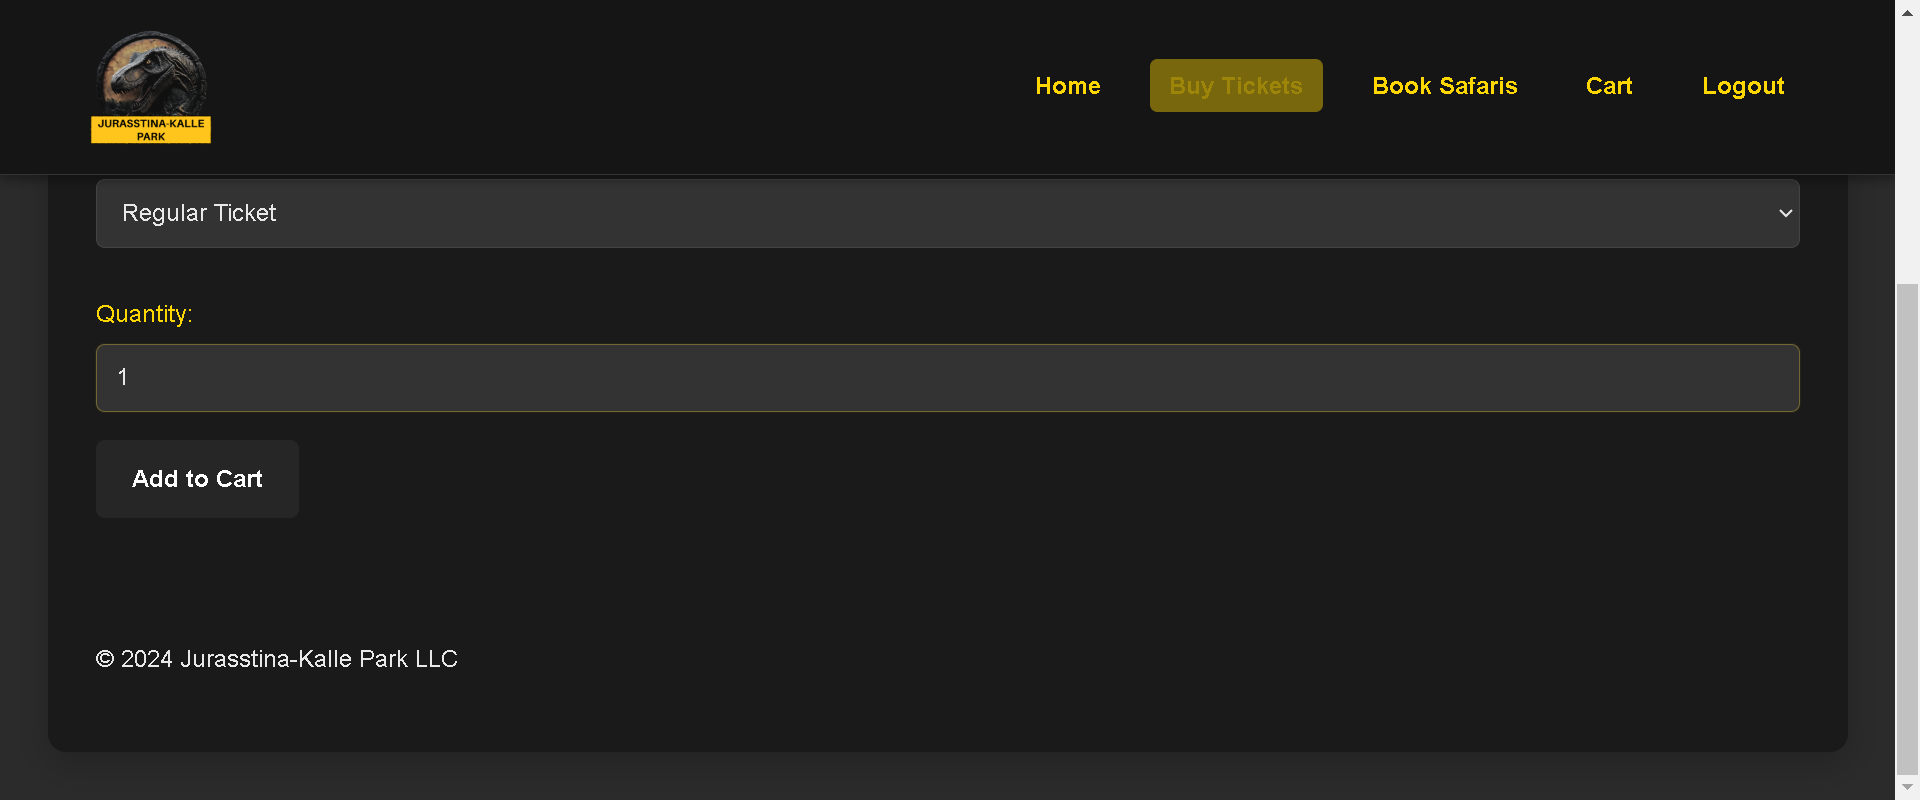 JURASSTINA-KALLE
PARK
Home
Buy Tickets
Book Safaris
Cart
Logout
Regular Ticket
Quantity:
1
Add to Cart
© 2024 Jurasstina-Kalle Park LLC